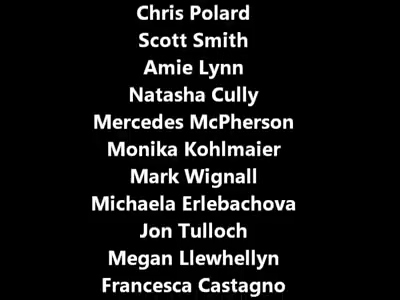 Chris Polard
Scott Smith
Amie Lynn
Natasha Cully
Mercedes McPherson
Monika Kohlmaier
Mark Wignall
Michaela Erlebachova
Jon Tulloch
Megan Llewhellyn
Francesca Castagno